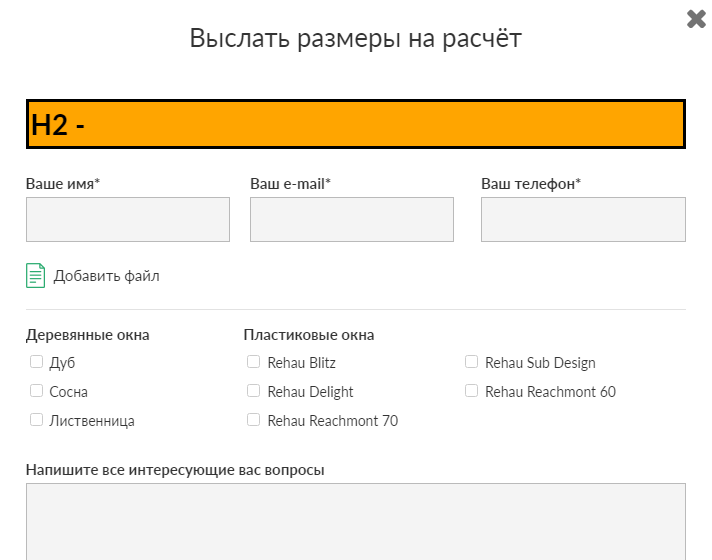 Выслать размеры на расчёт
H2 -
Ваше имя* Ваш e-mail* Ваш телефон*
Добавить файл
Деревянные окна Пластиковые окна
Дуб Rehau Blitz Rehau Sub Design
Сосна Rehau Delight Rehau Reachmont 60
Лиственница Rehau Reachmont 70
Напишите все интересующие вас вопросы